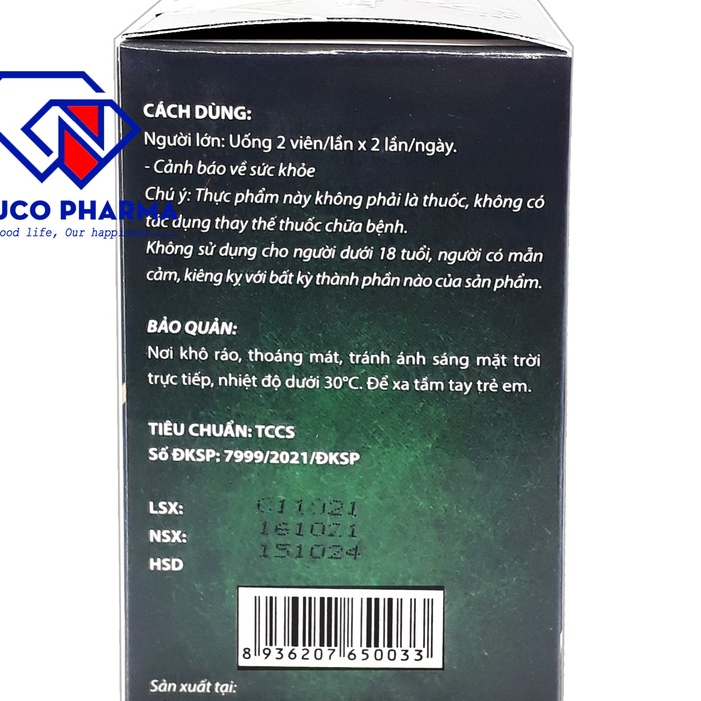 CÁCH DÙNG:
Người lớn: Uống 2 viên/lần x 2 lần/ngày.
- Cảnh báo về sức khỏe
Chú ý: Thực phẩm này không phải là thuốc, không có
tác dụng thay thế thuốc chữa bệnh.
Không sử dụng cho người dưới 18 tuổi, người có mẫn
cảm, kiêng kỵ với bất kỳ thành phần nào của sản phẩm.
UCO PHARMA
ood life, Our happiness
BẢO QUẢN:
Nơi khô ráo, thoáng mát, tránh ánh sáng mặt trời
trực tiếp, nhiệt độ dưới 30°C. Để xa tầm tay trẻ em.
TIÊU CHUẨN: TCCS
Số ĐKSP: 7999/2021/ĐKSP
LSX: 011021
NSX: 161021
HSD 151024
8 936207 650033
Sản xuất tại: